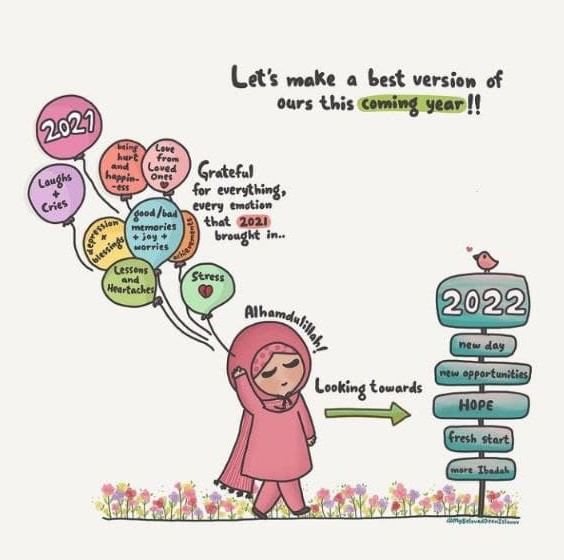 Let's make a best version of
ours this coming year!!
2021
being
hurt
and
happin-
-ess
Love
from
Loved
ones
Laughs
+
Cries
good/bad
memories
+ joy +
worries
depression
x
blessings
achievements
Lessons
and
Heartaches
Stress
Grateful
for everything,
every emotion
that 2021
brought in..
Alhamdulillah!
Looking towards
2022
new day
new opportunities
HOPE
fresh start
more Ibadah